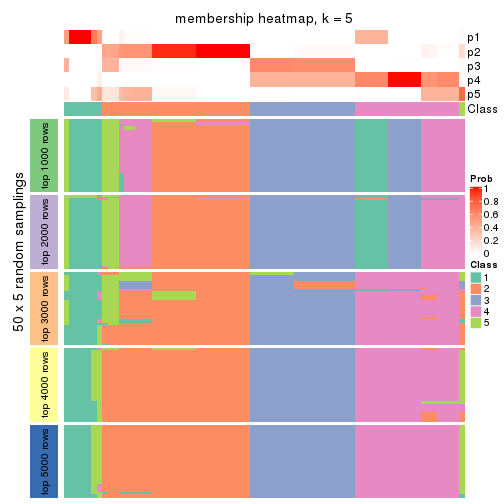 membership heatmap, k = 5
p1
p2
p3
p4
p5
Class
50 x 5 random samplings
top 1000 rows
top 2000 rows
top 3000 rows
top 4000 rows
top 5000 rows
Prob
1
0.8
0.6
0.4
0.2
0
Class
1
2
3
4
5